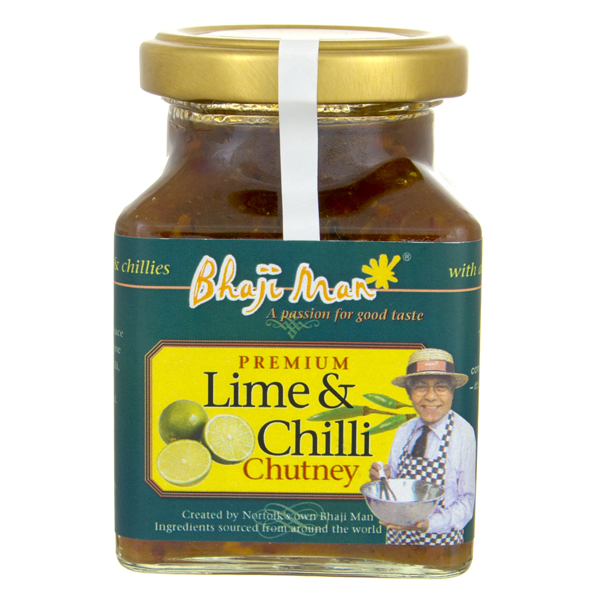 & chillies
Bhaji Man ®
with
A passion for good taste
PREMIUM
Lime &
Chilli
Chutney
Created by Norfolk's own Bhaji Man
Ingredients sourced from around the world